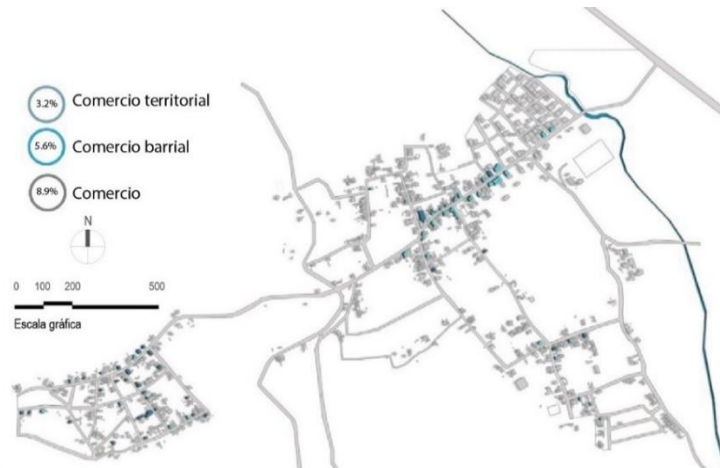 3.2% Comercio territorial
5.6% Comercio barrial
8.9% Comercio
N
0 100 200 500
Escala gráfica